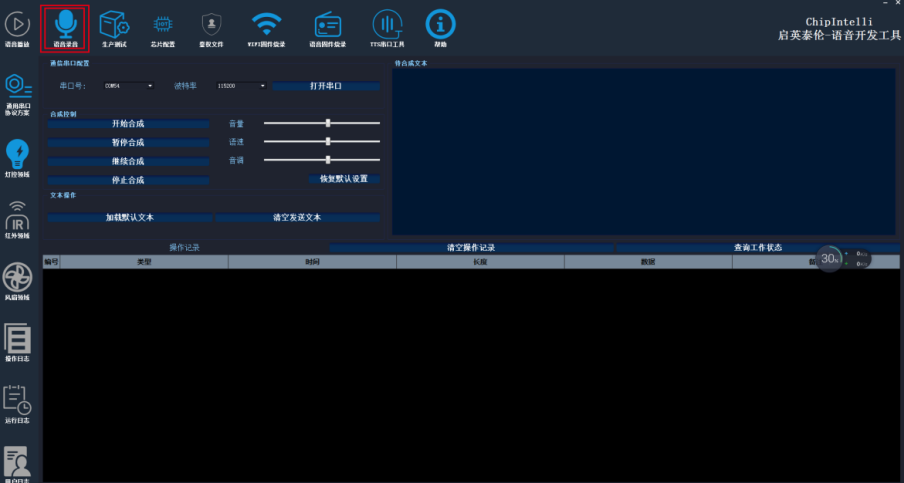 ChipIntelli
启英泰伦-语音开发工具
语音播放
语音录音
生产测试
芯片配置
鉴权文件
WIFI固件烧录
语音固件烧录
TTS串口工具
帮助
通用串口
协议方案
灯控领域
红外领域
风扇领域
操作日志
运行日志
用户日志
通信串口配置
串口号: COM54 波特率 115200 打开串口
合成控制
开始合成 音量
暂停合成 语速
继续合成 音调
停止合成 恢复默认设置
文本操作
加载默认文本 清空发送文本
待合成文本
操作记录 清空操作记录 查询工作状态
编号 类型 时间 长度 数据
30%